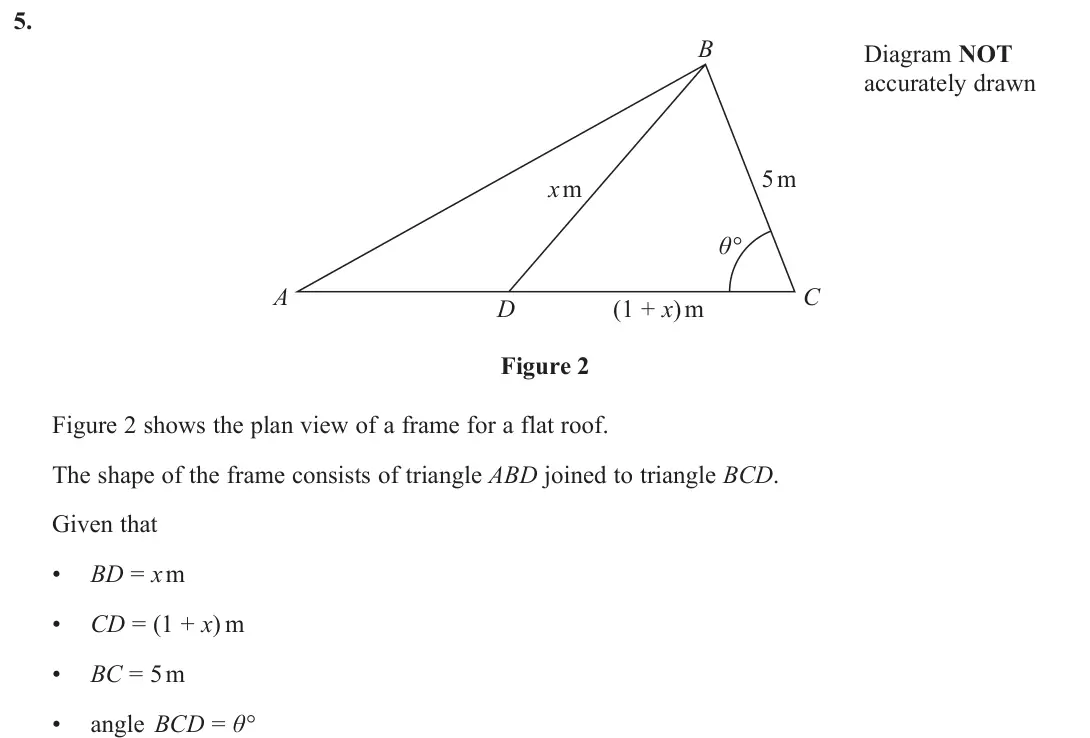 5.
B
Diagram NOT
accurately drawn
x m
5 m
θ°
A
D
(1 + x) m
C
Figure 2
Figure 2 shows the plan view of a frame for a flat roof.
The shape of the frame consists of triangle ABD joined to triangle BCD.
Given that
• BD = x m
• CD = (1 + x) m
• BC = 5 m
• angle BCD = θ°